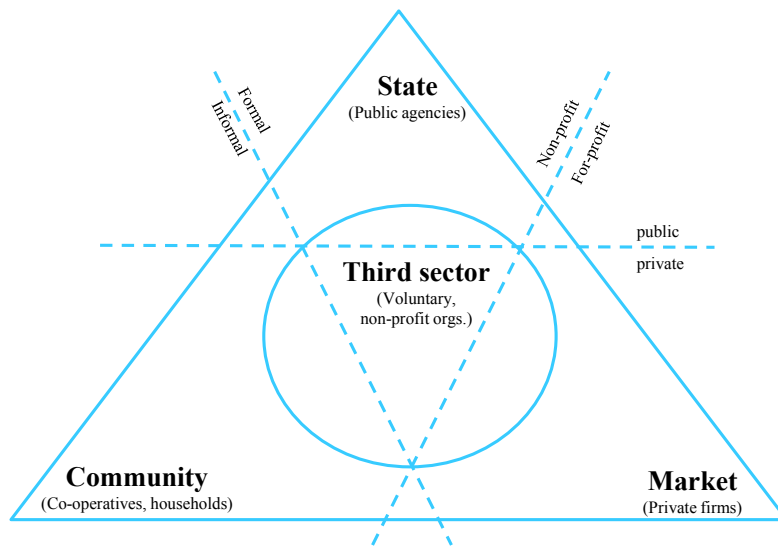 State
(Public agencies)
Formal
Informal
Non-profit
For-profit
public
private
Third sector
(Voluntary,
non-profit orgs.)
Community
(Co-operatives, households)
Market
(Private firms)